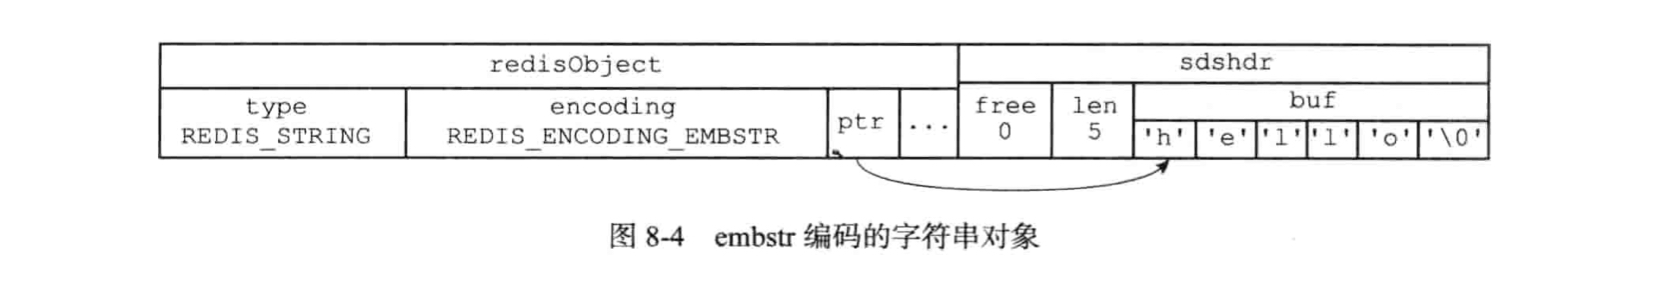 redisObject
sdshdr
type
REDIS_STRING
encoding
REDIS_ENCODING_EMBSTR
ptr
...
free
0
len
5
buf
'h' 'e' 'l' 'l' 'o' '\0'
图 8-4 embstr 编码的字符串对象